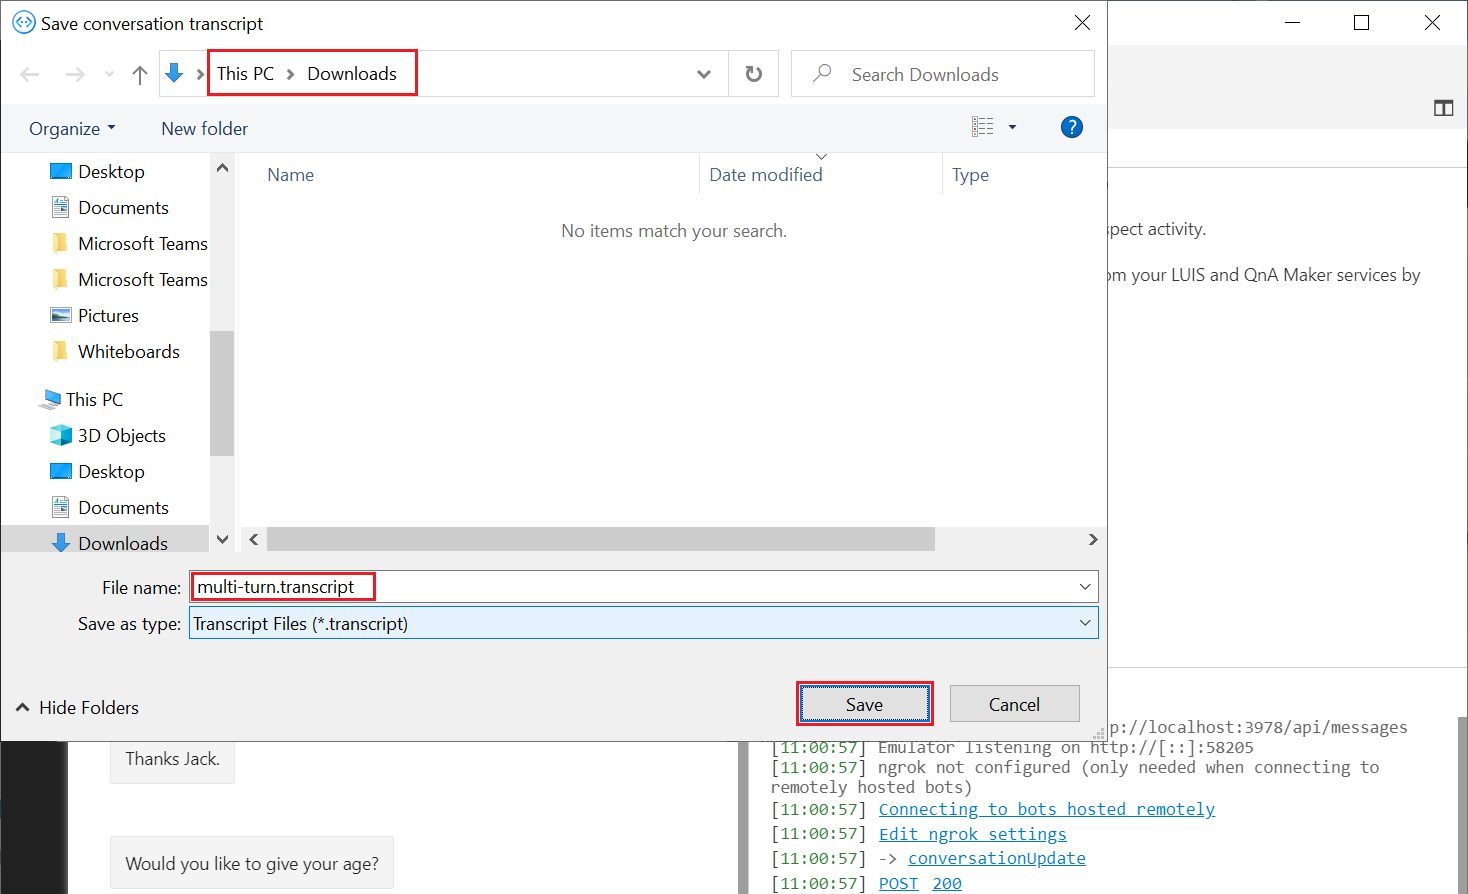 Save conversation transcript
This PC > Downloads
Search Downloads
Organize
New folder
?
Desktop
Documents
Microsoft Teams
Microsoft Teams
Pictures
Whiteboards
This PC
3D Objects
Desktop
Documents
Downloads
Name
Date modified
Type
No items match your search.
File name: multi-turn.transcript
Save as type: Transcript Files (*.transcript)
Hide Folders
Save
Cancel
spect activity.
om your LUIS and QnA Maker services by
Thanks Jack.
Would you like to give your age?
p://localhost:3978/api/messages
[11:00:57] Emulator listening on http://[::]:58205
[11:00:57] ngrok not configured (only needed when connecting to
remotely hosted bots)
[11:00:57] Connecting to bots hosted remotely
[11:00:57] Edit ngrok settings
[11:00:57] -> conversationUpdate
[11:00:57] POST 200